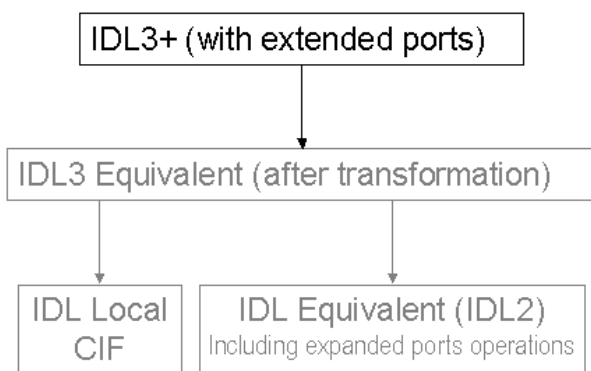 IDL3+ (with extended ports)
IDL3 Equivalent (after transformation)
IDL Local
CIF
IDL Equivalent (IDL2)
Including expanded ports operations